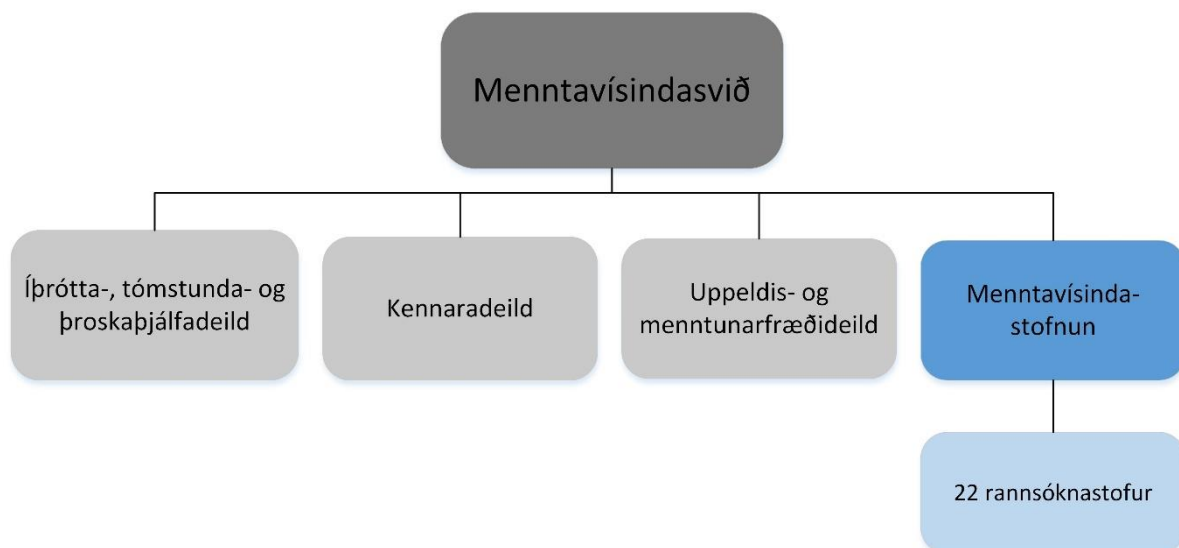 Menntavísindasvið
Íþrótta-, tómstunda- og
þroskaþjálfadeild
Kennaradeild
Uppeldis- og
menntunarfræðideild
Menntavísinda-
stofnun
22 rannsóknastofur